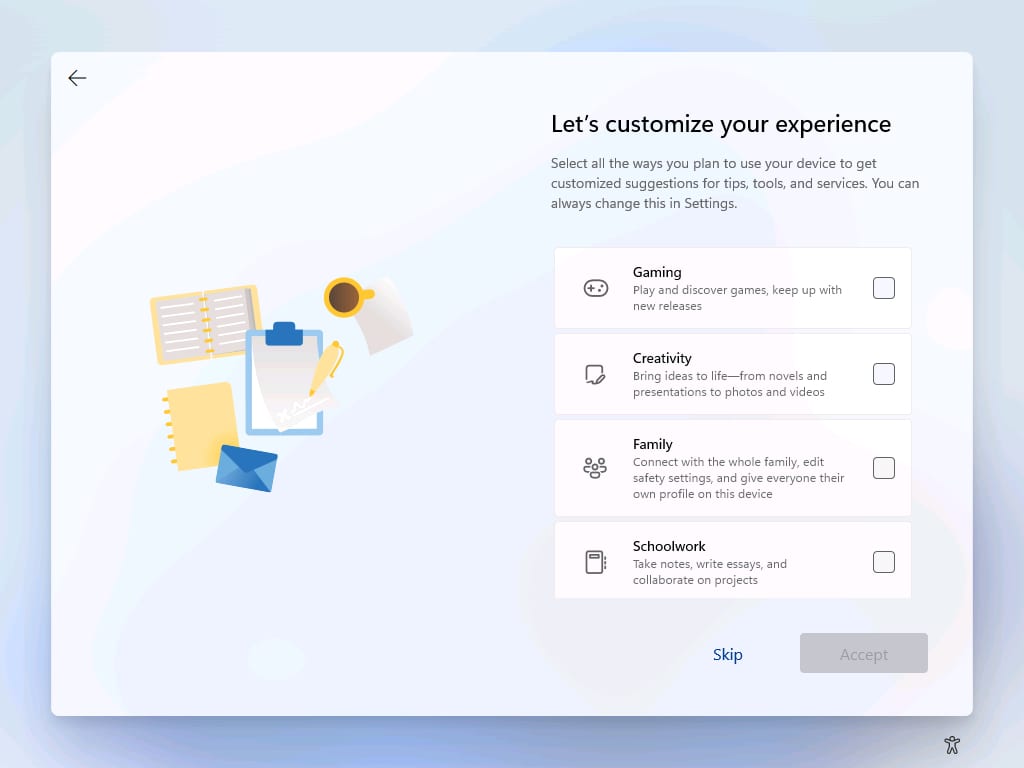 Let's customize your experience
Select all the ways you plan to use your device to get
customized suggestions for tips, tools, and services. You can
always change this in Settings.
Gaming
Play and discover games, keep up with
new releases
Creativity
Bring ideas to life—from novels and
presentations to photos and videos
Family
Connect with the whole family, edit
safety settings, and give everyone their
own profile on this device
Schoolwork
Take notes, write essays, and
collaborate on projects
Skip
Accept